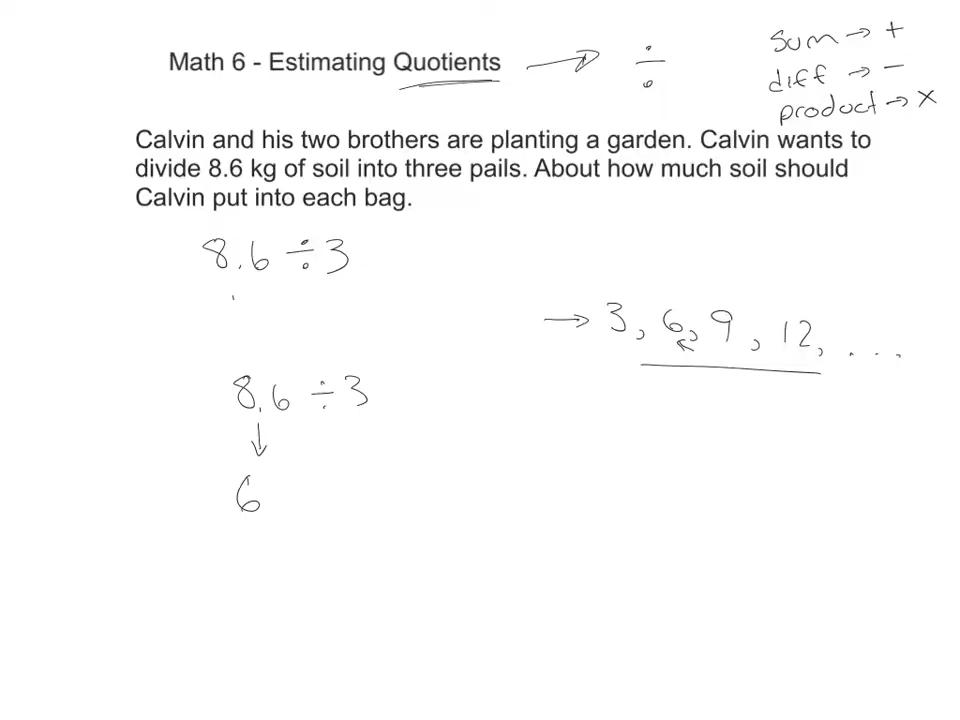 Math 6 - Estimating Quotients → ÷
sum → +
diff → -
product → ×
Calvin and his two brothers are planting a garden. Calvin wants to
divide 8.6 kg of soil into three pails. About how much soil should
Calvin put into each bag.
8.6 ÷ 3
→ 3, 6, 9, 12, ...
8.6 ÷ 3
↓
6